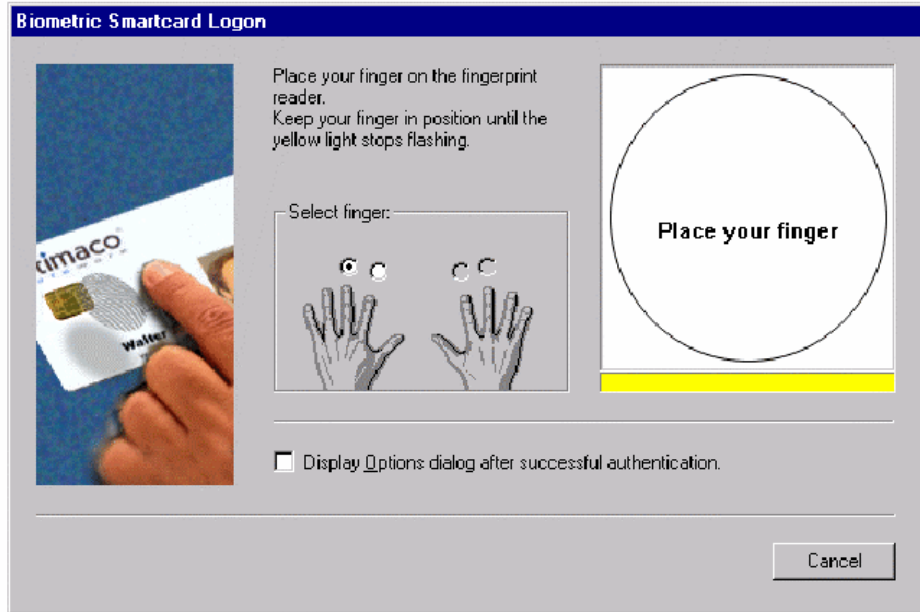 Biometric Smartcard Logon
Place your finger on the fingerprint
reader.
Keep your finger in position until the
yellow light stops flashing.
Select finger:
Place your finger
ximaco
Walter
Display Options dialog after successful authentication.
Cancel